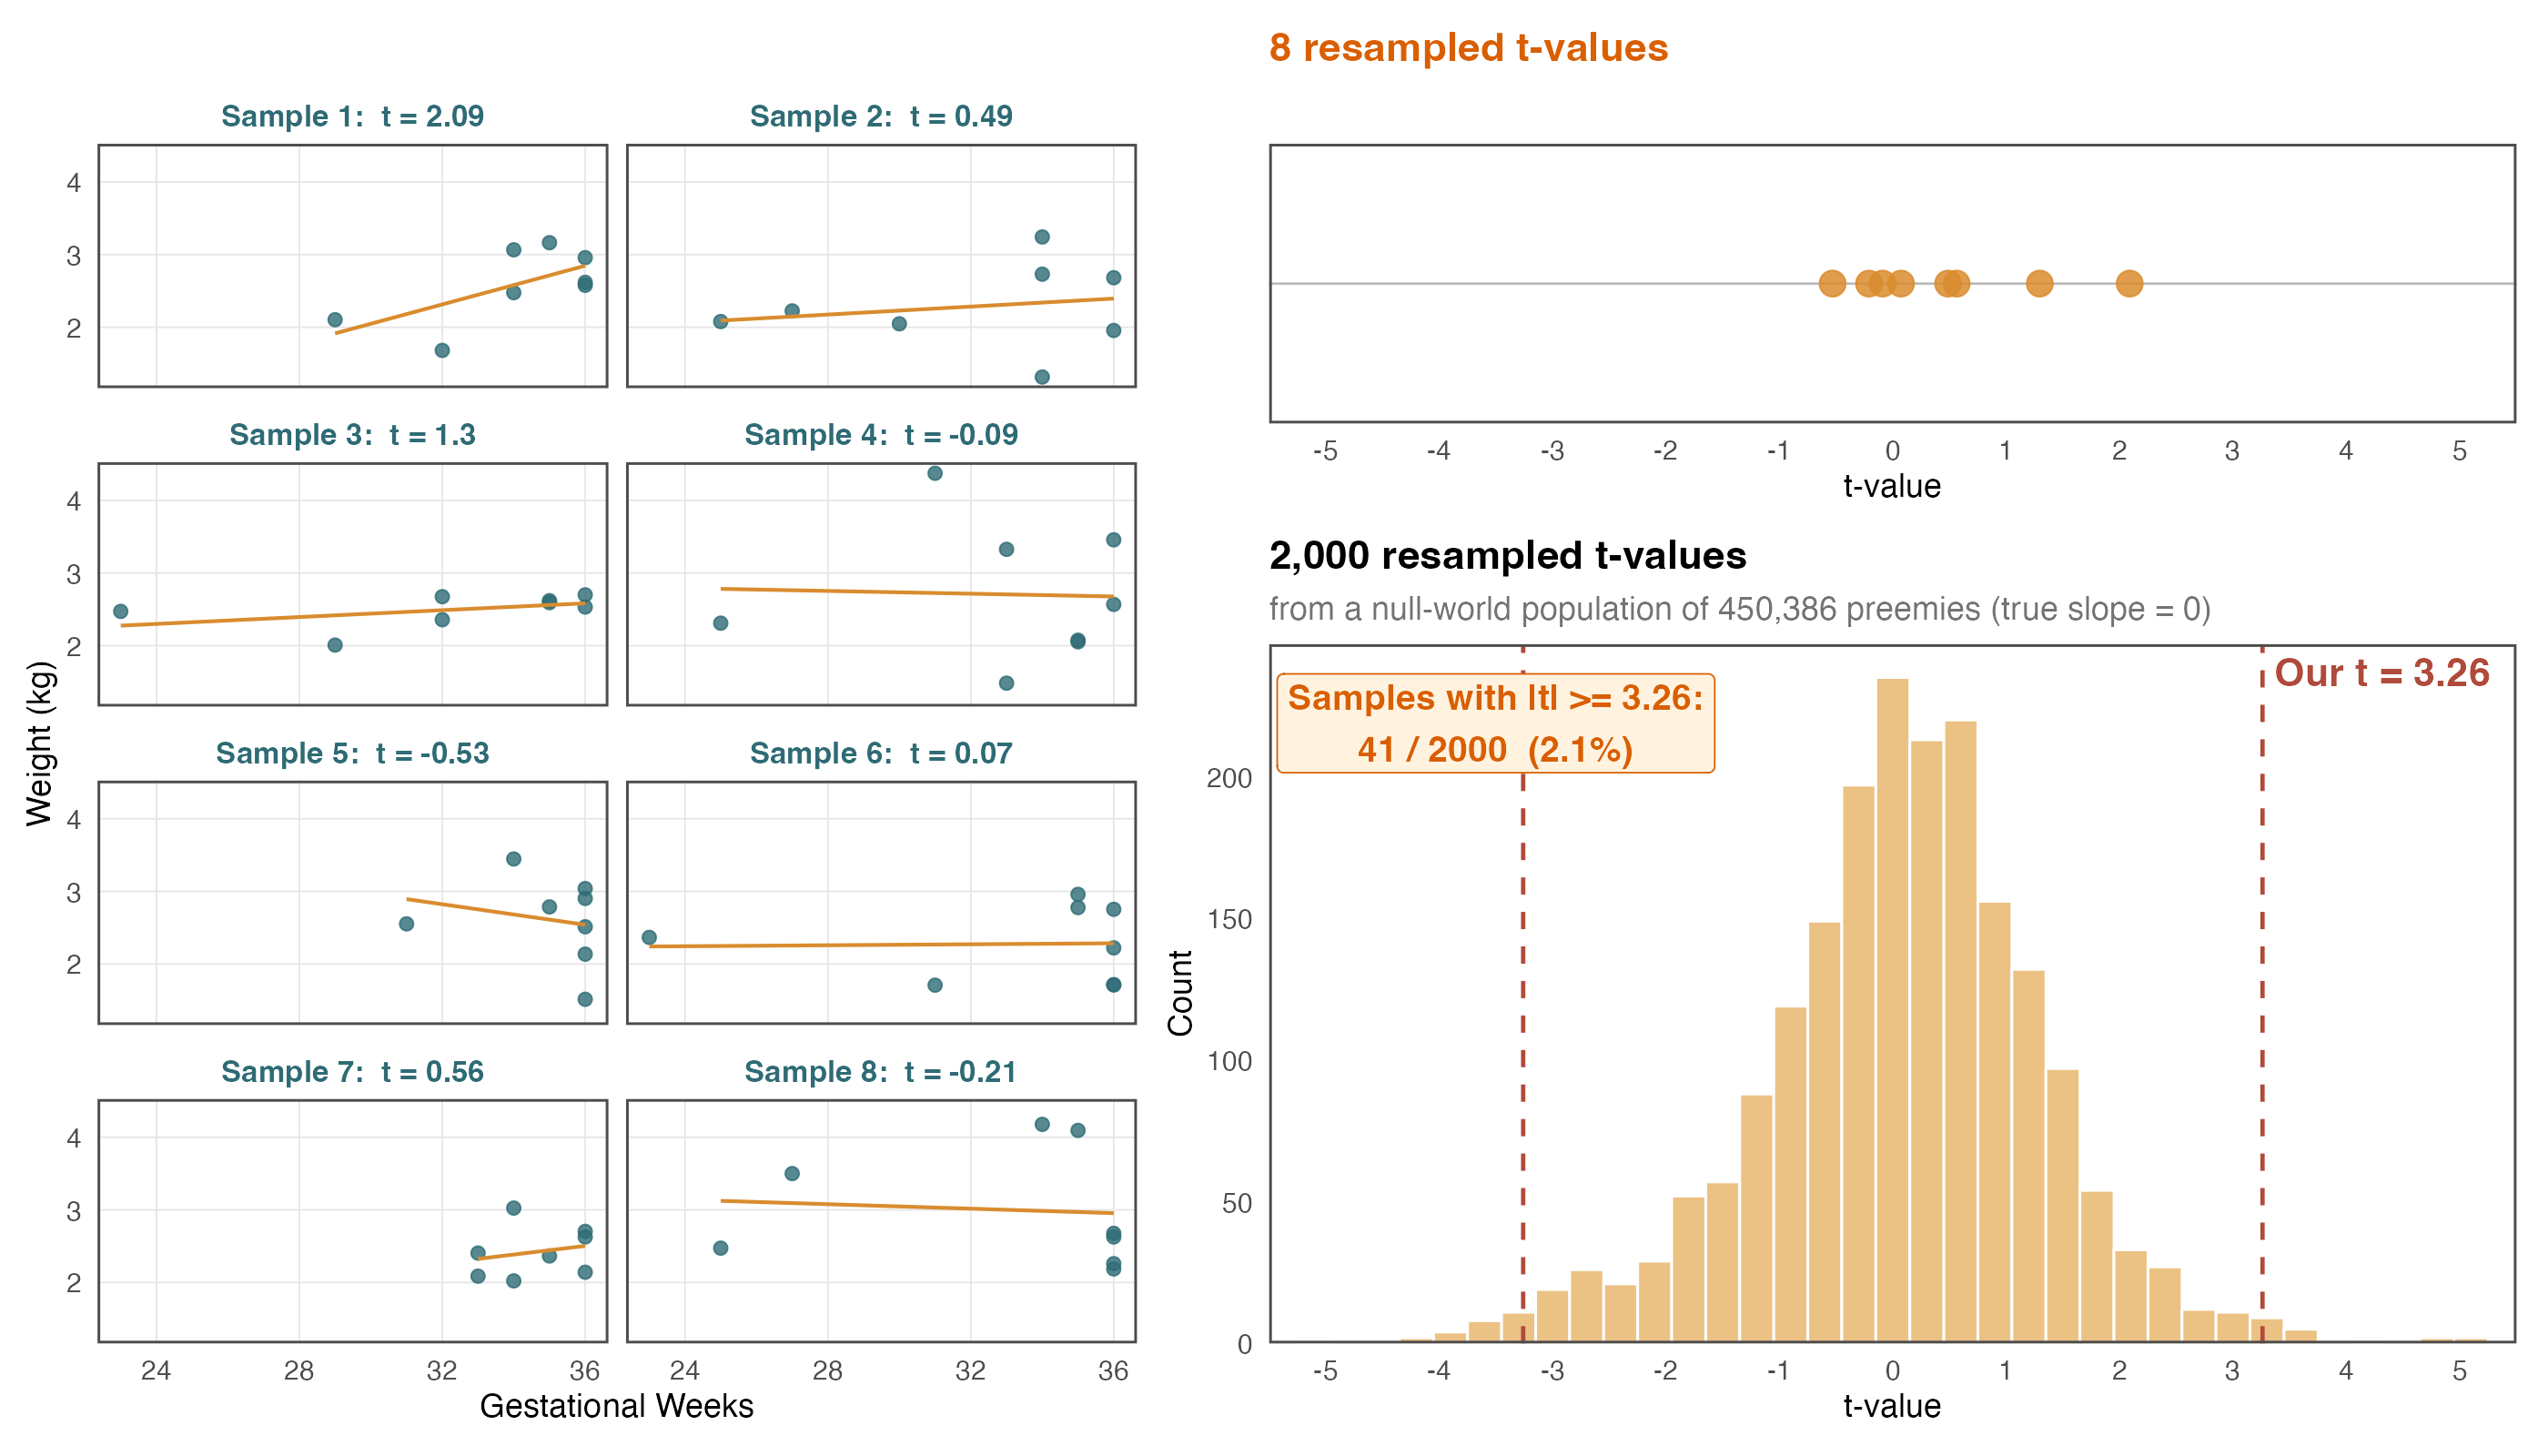 8 resampled t-values
Sample 1: t = 2.09
Sample 2: t = 0.49
4
3
2
-5 -4 -3 -2 -1 0 1 2 3 4 5
t-value
Sample 3: t = 1.3
Sample 4: t = -0.09
4
3
2
2,000 resampled t-values
from a null-world population of 450,386 preemies (true slope = 0)
Our t = 3.26
Samples with |t| >= 3.26:
41 / 2000 (2.1%)
Sample 5: t = -0.53
Sample 6: t = 0.07
4
3
2
Weight (kg)
Sample 7: t = 0.56
Sample 8: t = -0.21
4
3
2
24 28 32 36
24 28 32 36
Gestational Weeks
Count
200
150
100
50
0
-5 -4 -3 -2 -1 0 1 2 3 4 5
t-value